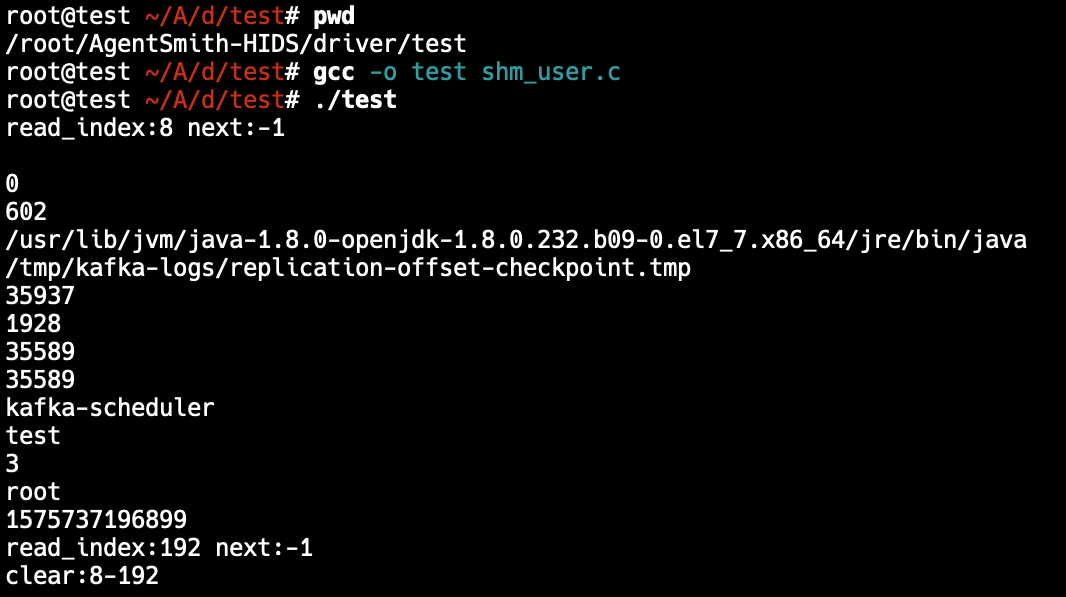 root@test ~/A/d/test# pwd
/root/AgentSmith-HIDS/driver/test
root@test ~/A/d/test# gcc -o test shm_user.c
root@test ~/A/d/test# ./test
read_index:8 next:-1
0
602
/usr/lib/jvm/java-1.8.0-openjdk-1.8.0.232.b09-0.el7_7.x86_64/jre/bin/java
/tmp/kafka-logs/replication-offset-checkpoint.tmp
35937
1928
35589
35589
kafka-scheduler
test
3
root
1575737196899
read_index:192 next:-1
clear:8-192